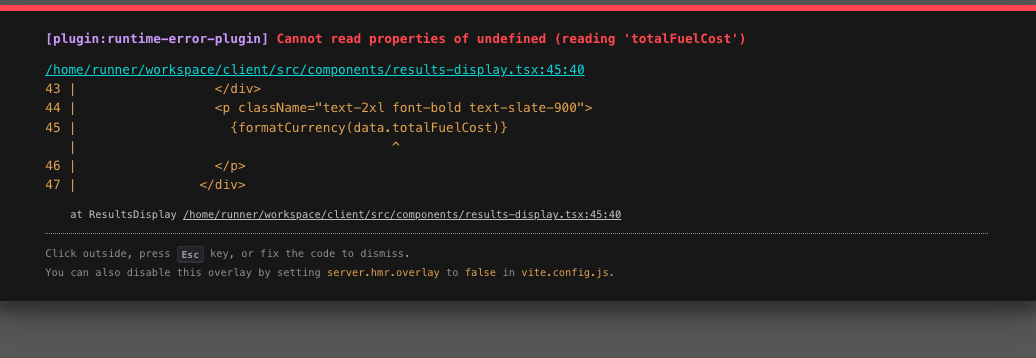 [plugin:runtime-error-plugin] Cannot read properties of undefined (reading 'totalFuelCost')
/home/runner/workspace/client/src/components/results-display.tsx:45:40
43 |                  </div>
44 |                  <p className="text-2xl font-bold text-slate-900">
45 |                    {formatCurrency(data.totalFuelCost)}
   |                                         ^
46 |                  </p>
47 |                </div>
at ResultsDisplay /home/runner/workspace/client/src/components/results-display.tsx:45:40
Click outside, press Esc key, or fix the code to dismiss.
You can also disable this overlay by setting server.hmr.overlay to false in vite.config.js.